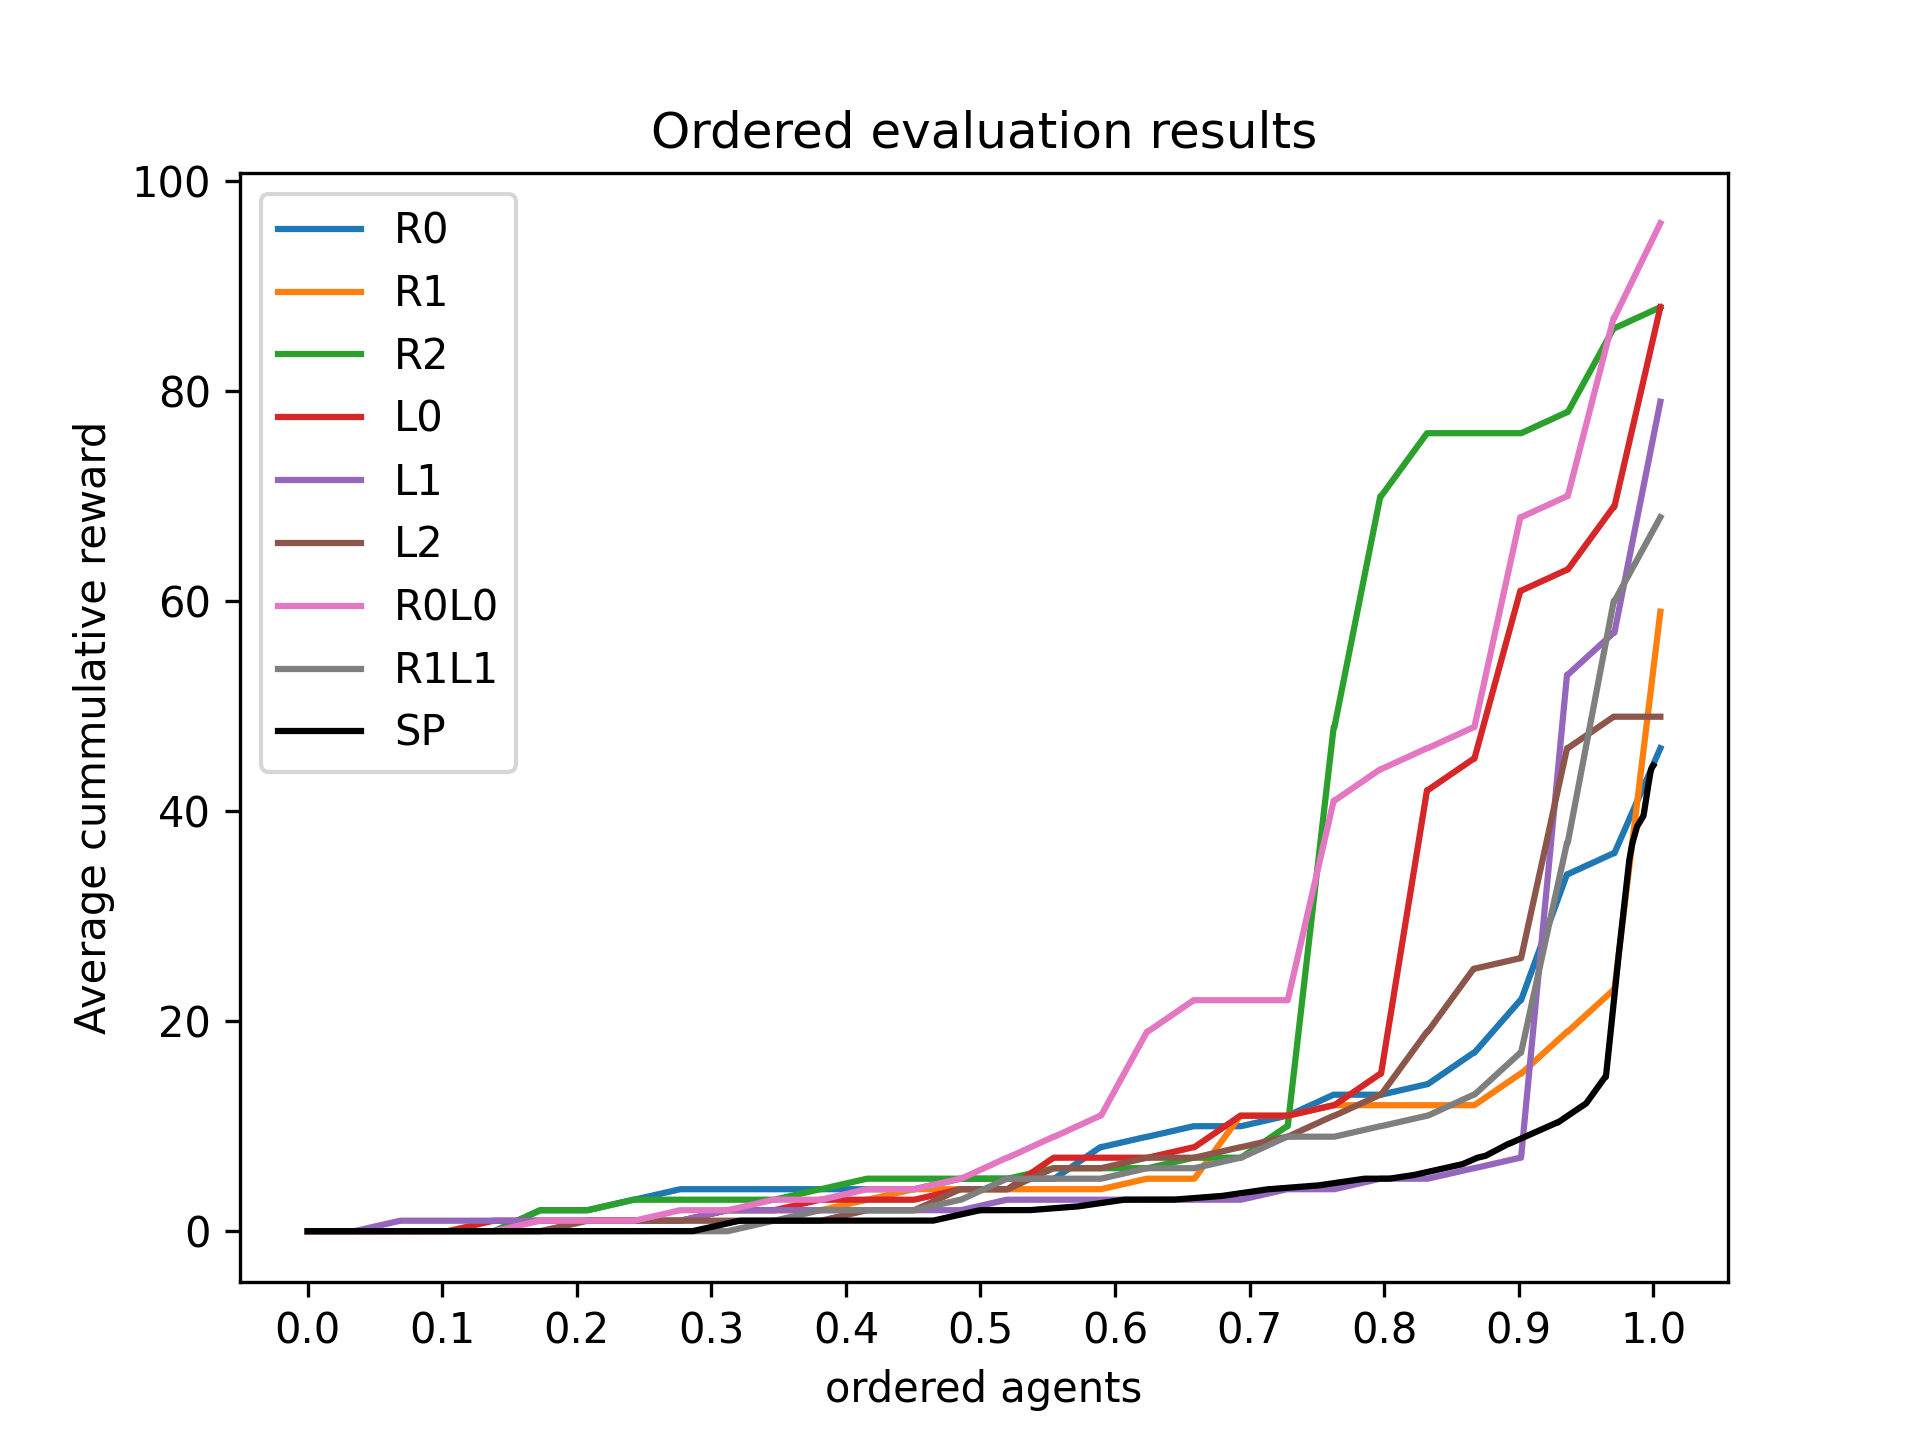 Ordered evaluation results
100
80
60
40
20
0
Average cummulative reward
R0
R1
R2
L0
L1
L2
R0L0
R1L1
SP
0.0 0.1 0.2 0.3 0.4 0.5 0.6 0.7 0.8 0.9 1.0
ordered agents